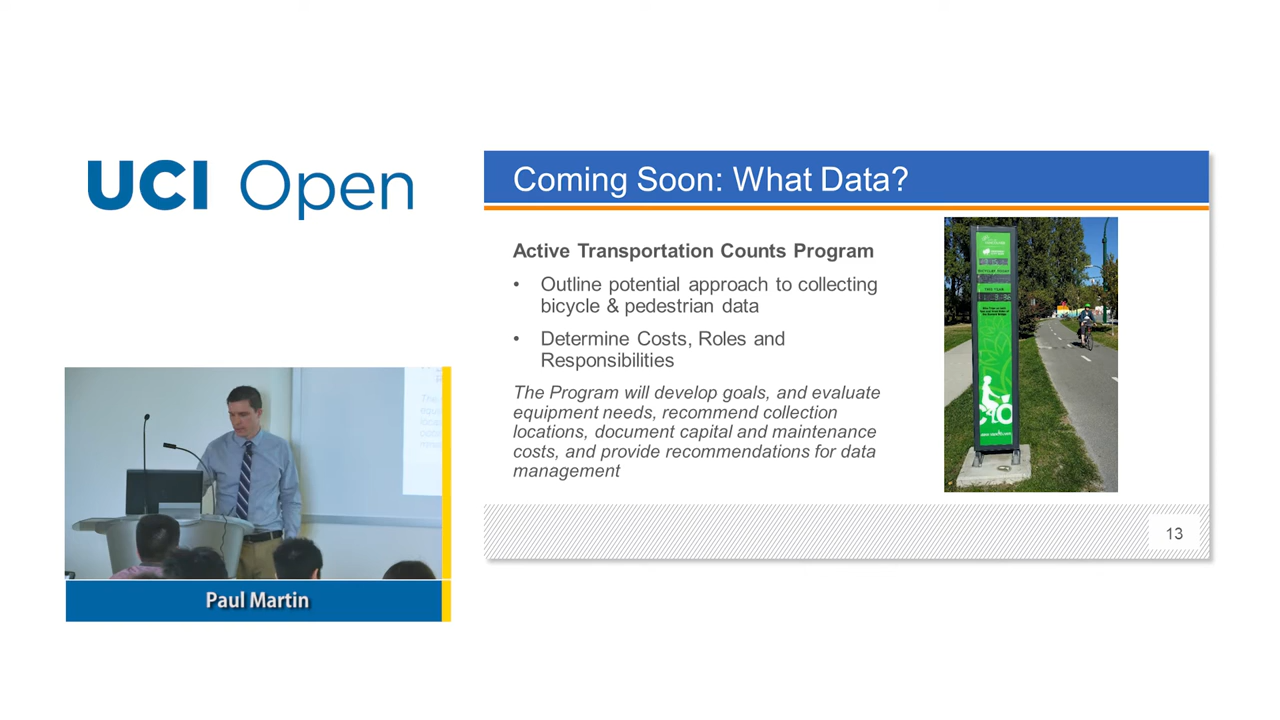 UCI Open
Coming Soon: What Data?
Active Transportation Counts Program
• Outline potential approach to collecting
bicycle & pedestrian data
• Determine Costs, Roles and
Responsibilities
The Program will develop goals, and evaluate
equipment needs, recommend collection
locations, document capital and maintenance
costs, and provide recommendations for data
management
13
Paul Martin